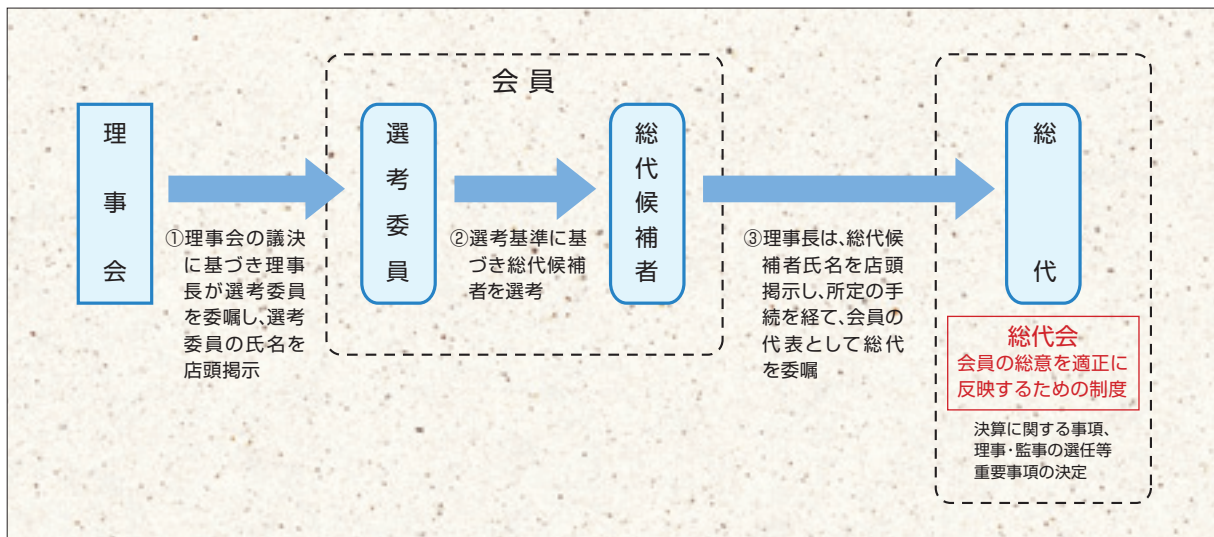 会員
理事会
選考委員
総代候補者
総代
①理事会の議決
に基づき理事
長が選考委員
を委嘱し、選考
委員の氏名を
店頭掲示
②選考基準に基
づき総代候補
者を選考
③理事長は、総代候
補者氏名を店頭
掲示し、所定の手
続を経て、会員の
代表として総代
を委嘱
総代会
会員の総意を適正に
反映するための制度
決算に関する事項、
理事・監事の選任等
重要事項の決定